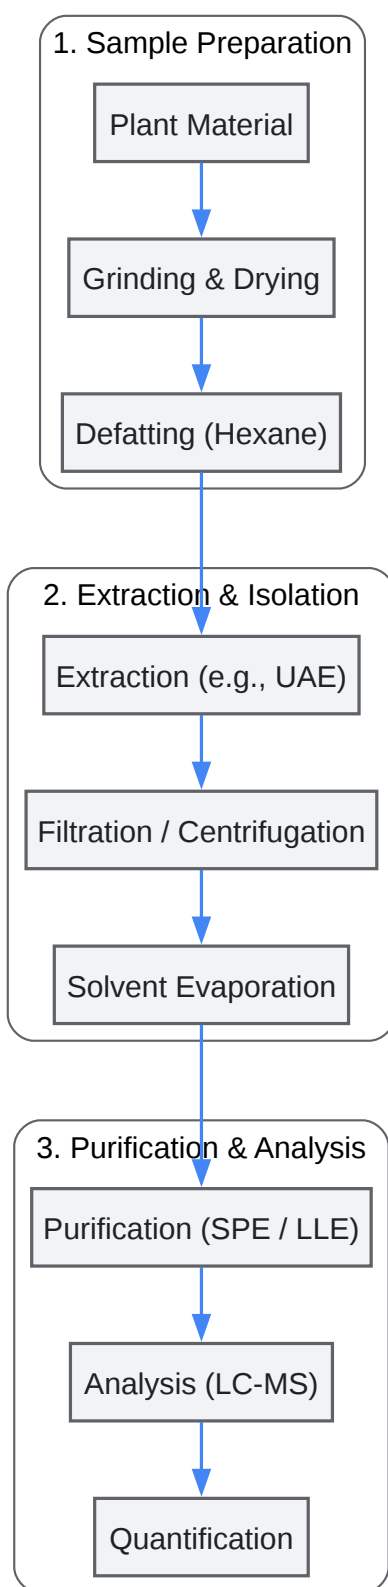 1. Sample Preparation
Plant Material
Grinding & Drying
Defatting (Hexane)
2. Extraction & Isolation
Extraction (e.g., UAE)
Filtration / Centrifugation
Solvent Evaporation
3. Purification & Analysis
Purification (SPE / LLE)
Analysis (LC-MS)
Quantification